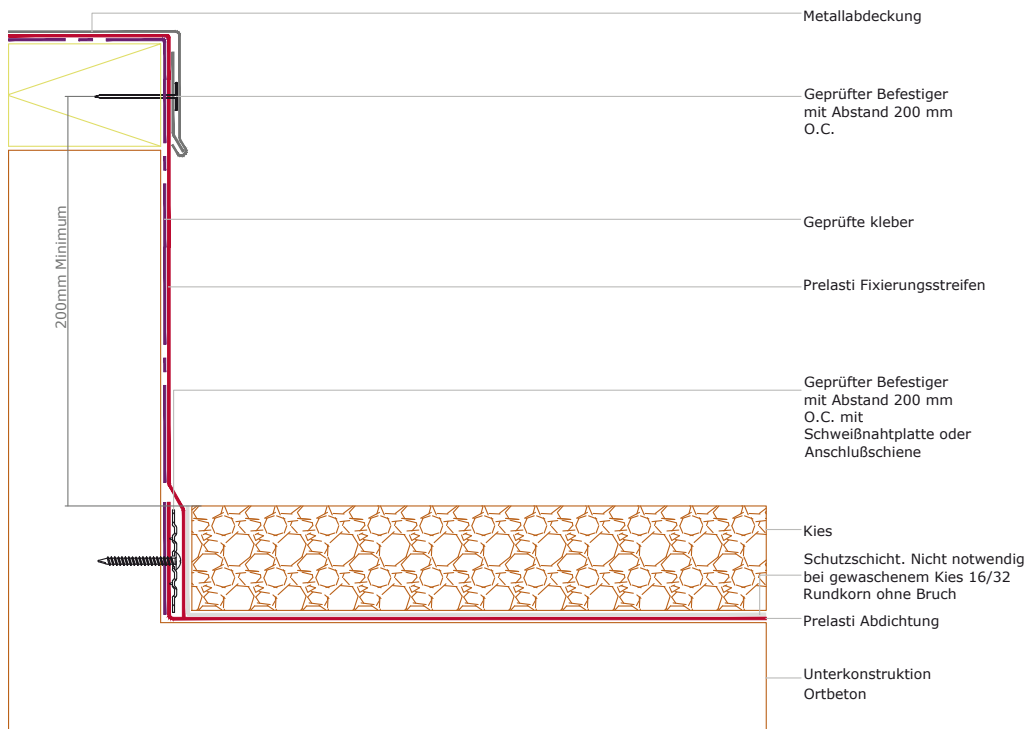 Metallabdeckung
Geprüfter Befestiger
mit Abstand 200 mm
O.C.
Geprüfte kleber
200mm Minimum
Prelasti Fixierungsstreifen
Geprüfter Befestiger
mit Abstand 200 mm
O.C. mit
Schweißnahtplatte oder
Anschlußschiene
Kies
Schutzschicht. Nicht notwendig
bei gewaschenem Kies 16/32
Rundkorn ohne Bruch
Prelasti Abdichtung
Unterkonstruktion
Ortbeton